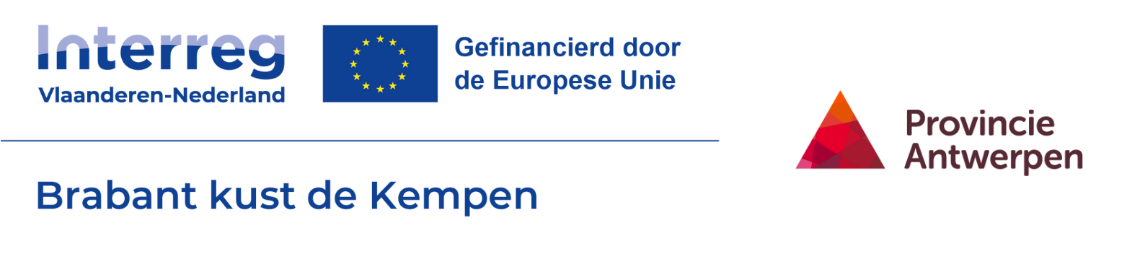 Interreg
Vlaanderen-Nederland
Gefinancierd door
de Europese Unie
Brabant kust de Kempen
Provincie
Antwerpen